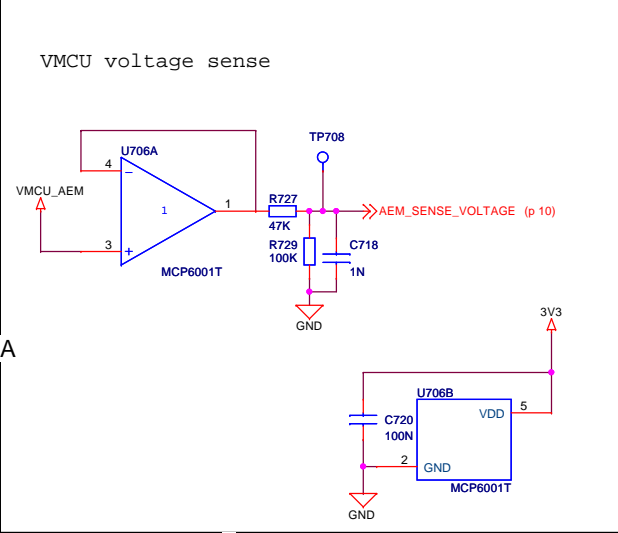 VMCU voltage sense
TP708
U706A
4
−
VMCU_AEM
1
1
R727
AEM_SENSE_VOLTAGE (p 10)
47K
3
+
R729
100K
C718
MCP6001T
1N
GND
3V3
A
U706B
VDD
5
C720
100N
2
GND
MCP6001T
GND